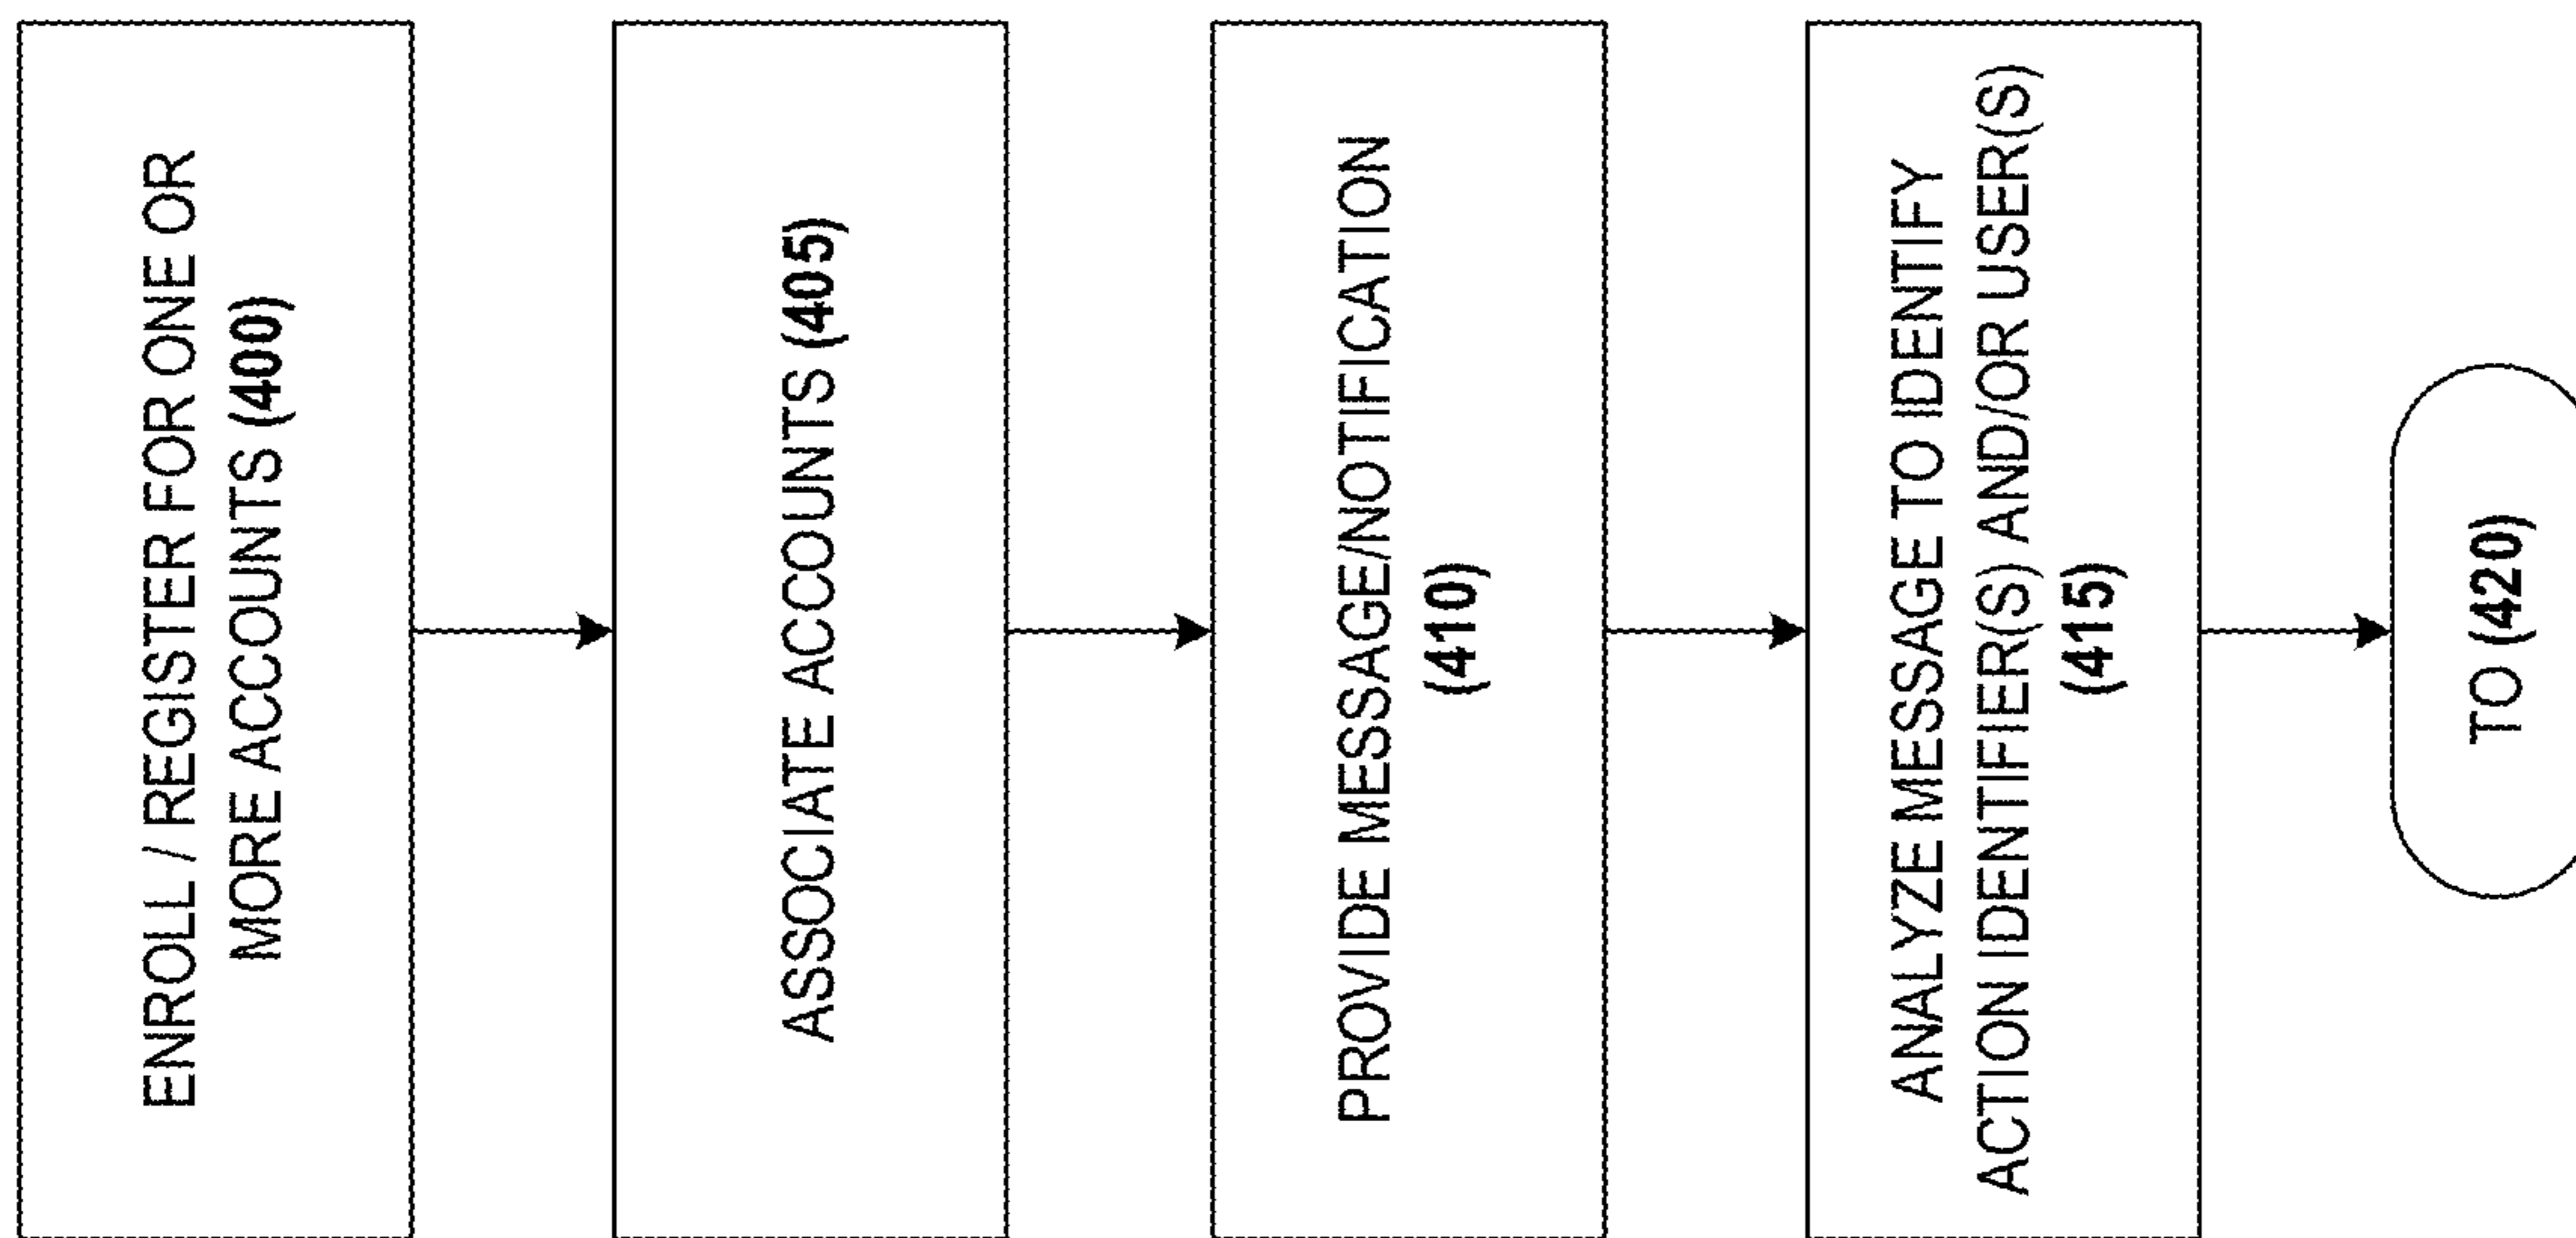 ENROLL / REGISTER FOR ONE OR
MORE ACCOUNTS (400)
ASSOCIATE ACCOUNTS (405)
PROVIDE MESSAGE/NOTIFICATION
(410)
ANALYZE MESSAGE TO IDENTIFY
ACTION IDENTIFIER(S) AND/OR USER(S)
(415)
TO (420)